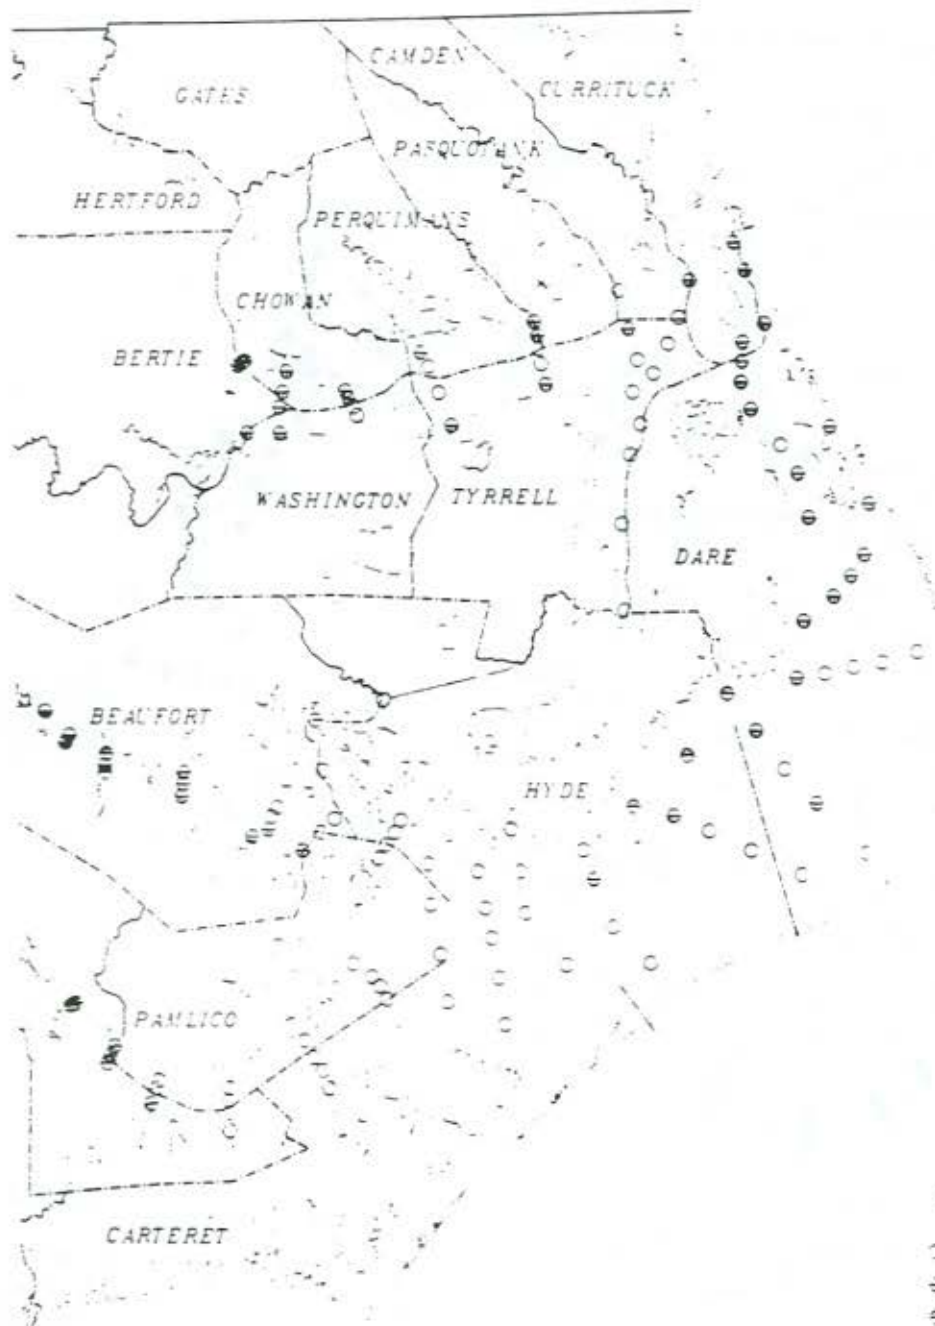 CAMDEN
GATES
CURRITUCK
PASQUOTANK
HERTFORD
PERQUIMANS
CHOWAN
BERTIE
WASHINGTON
TYRRELL
DARE
BEAUFORT
HYDE
PAMLICO
CARTERET